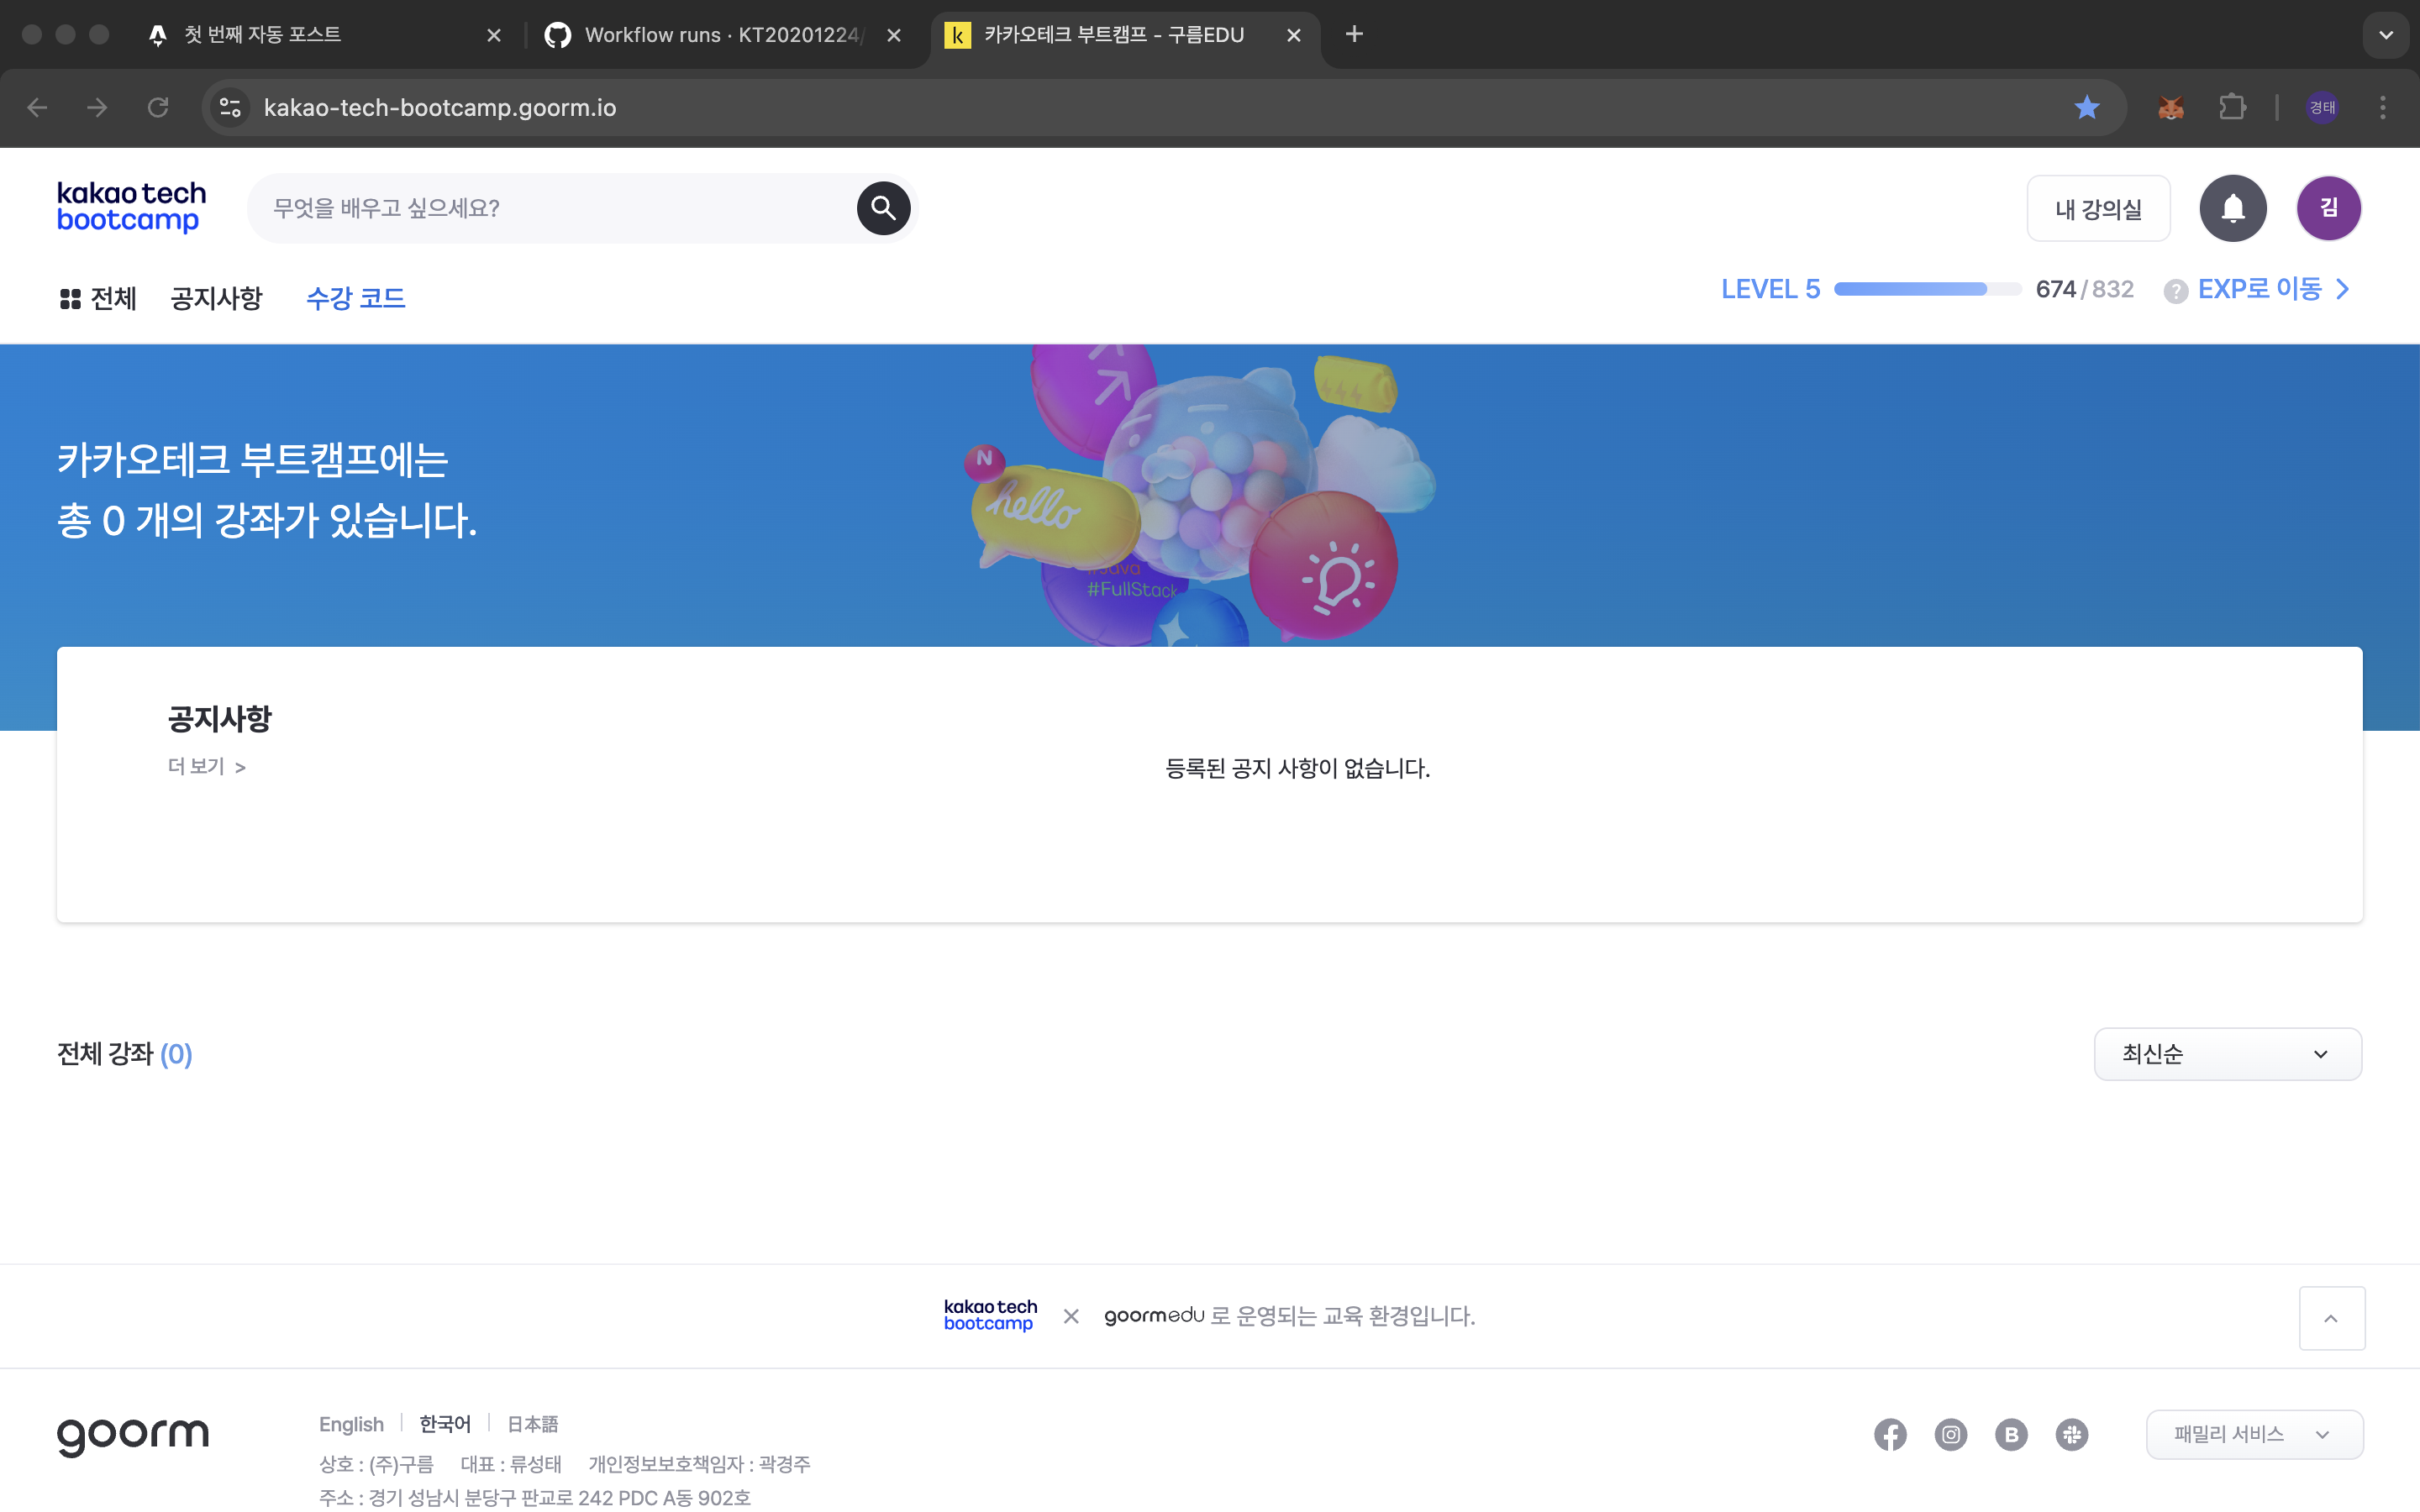 첫 번째 자동 포스트
Workflow runs · KT20201224/
카카오테크 부트캠프 - 구름EDU
kakao-tech-bootcamp.goorm.io
경태
kakao tech
bootcamp
무엇을 배우고 싶으세요?
내 강의실
김
전체
공지사항
수강 코드
LEVEL 5
674/832
EXP로 이동
카카오테크 부트캠프에는
총 0 개의 강좌가 있습니다.
N
hello
#Java
#FullStack
공지사항
더 보기 >
등록된 공지 사항이 없습니다.
전체 강좌 (0)
최신순
kakao tech
bootcamp
goormedu 로 운영되는 교육 환경입니다.
goorm
English
한국어
日本語
B
패밀리 서비스
상호 : (주)구름 대표 : 류성태 개인정보보호책임자 : 곽경주
주소 : 경기 성남시 분당구 판교로 242 PDC A동 902호